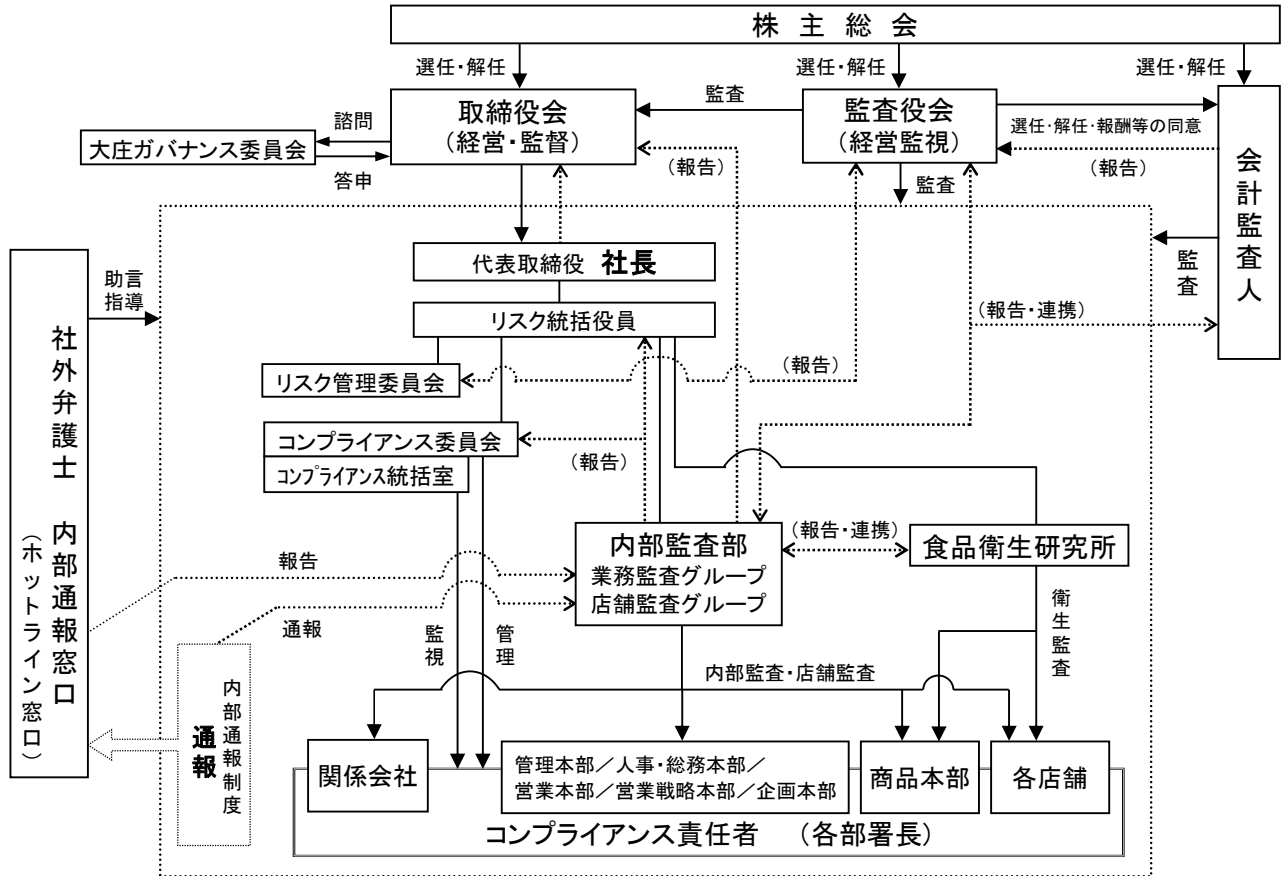 株主総会
選任・解任
選任・解任
選任・解任
取締役会
（経営・監督）
監査
監査役会
（経営監視）
諮問
大庄ガバナンス委員会
答申
（報告）
選任・解任・報酬等の同意
（報告）
監査
会計監査人
監査
代表取締役 社長
助言
指導
リスク統括役員
（報告・連携）
社外弁護士 内部通報窓口
（ホットライン窓口）
リスク管理委員会
（報告）
コンプライアンス委員会
コンプライアンス統括室
（報告）
内部監査部
業務監査グループ
店舗監査グループ
（報告・連携）
食品衛生研究所
報告
通報
監視
管理
衛生監査
内部監査・店舗監査
内部通報制度
通報
関係会社
管理本部／人事・総務本部／
営業本部／営業戦略本部／企画本部
商品本部
各店舗
コンプライアンス責任者 （各部署長）